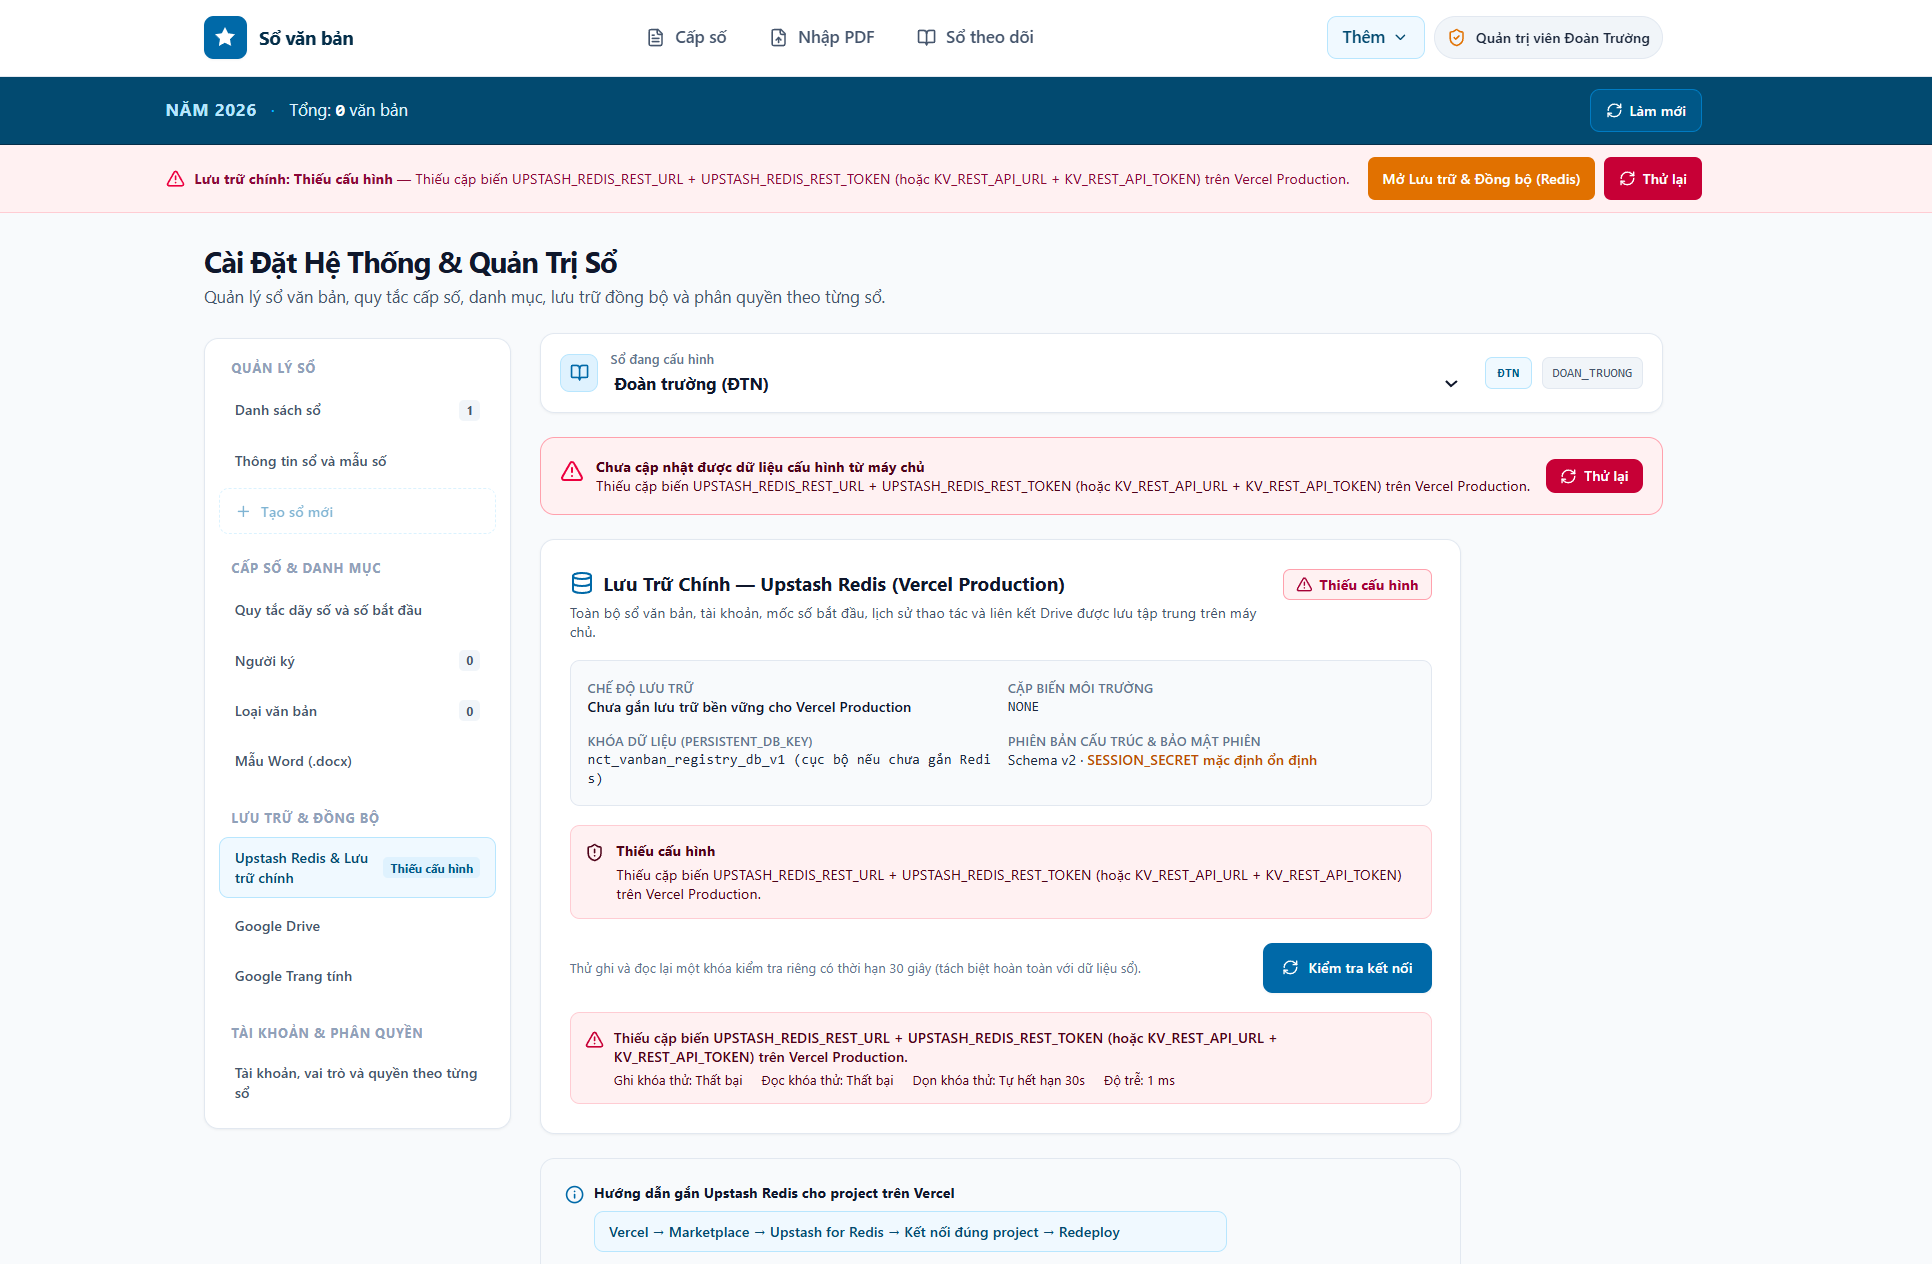 Sổ văn bản
Cấp số
Nhập PDF
Sổ theo dõi
Thêm
Quản trị viên Đoàn Trường
NĂM 2026 · Tổng: 0 văn bản
Làm mới
Lưu trữ chính: Thiếu cấu hình — Thiếu cặp biến UPSTASH_REDIS_REST_URL + UPSTASH_REDIS_REST_TOKEN (hoặc KV_REST_API_URL + KV_REST_API_TOKEN) trên Vercel Production.
Mở Lưu trữ & Đồng bộ (Redis)
Thử lại
Cài Đặt Hệ Thống & Quản Trị Sổ
Quản lý sổ văn bản, quy tắc cấp số, danh mục, lưu trữ đồng bộ và phân quyền theo từng sổ.
QUẢN LÝ SỔ
Danh sách sổ 1
Thông tin sổ và mẫu số
Tạo sổ mới
CẤP SỐ & DANH MỤC
Quy tắc dãy số và số bắt đầu
Người ký 0
Loại văn bản 0
Mẫu Word (.docx)
LƯU TRỮ & ĐỒNG BỘ
Upstash Redis & Lưu
trữ chính
Thiếu cấu hình
Google Drive
Google Trang tính
TÀI KHOẢN & PHÂN QUYỀN
Tài khoản, vai trò và quyền theo từng
sổ
Sổ đang cấu hình
Đoàn trường (ĐTN)
ĐTN
DOAN_TRUONG
Chưa cập nhật được dữ liệu cấu hình từ máy chủ
Thiếu cặp biến UPSTASH_REDIS_REST_URL + UPSTASH_REDIS_REST_TOKEN (hoặc KV_REST_API_URL + KV_REST_API_TOKEN) trên Vercel Production.
Thử lại
Lưu Trữ Chính — Upstash Redis (Vercel Production)
Thiếu cấu hình
Toàn bộ sổ văn bản, tài khoản, mốc số bắt đầu, lịch sử thao tác và liên kết Drive được lưu tập trung trên máy
chủ.
CHẾ ĐỘ LƯU TRỮ
Chưa gắn lưu trữ bền vững cho Vercel Production
CẶP BIẾN MÔI TRƯỜNG
NONE
KHÓA DỮ LIỆU (PERSISTENT_DB_KEY)
nct_vanban_registry_db_v1 (cục bộ nếu chưa gắn Redi
s)
PHIÊN BẢN CẤU TRÚC & BẢO MẬT PHIÊN
Schema v2 · SESSION_SECRET mặc định ổn định
Thiếu cấu hình
Thiếu cặp biến UPSTASH_REDIS_REST_URL + UPSTASH_REDIS_REST_TOKEN (hoặc KV_REST_API_URL + KV_REST_API_TOKEN)
trên Vercel Production.
Thử ghi và đọc lại một khóa kiểm tra riêng có thời hạn 30 giây (tách biệt hoàn toàn với dữ liệu sổ).
Kiểm tra kết nối
Thiếu cặp biến UPSTASH_REDIS_REST_URL + UPSTASH_REDIS_REST_TOKEN (hoặc KV_REST_API_URL +
KV_REST_API_TOKEN) trên Vercel Production.
Ghi khóa thử: Thất bại Đọc khóa thử: Thất bại Dọn khóa thử: Tự hết hạn 30s Độ trễ: 1 ms
Hướng dẫn gắn Upstash Redis cho project trên Vercel
Vercel → Marketplace → Upstash for Redis → Kết nối đúng project → Redeploy